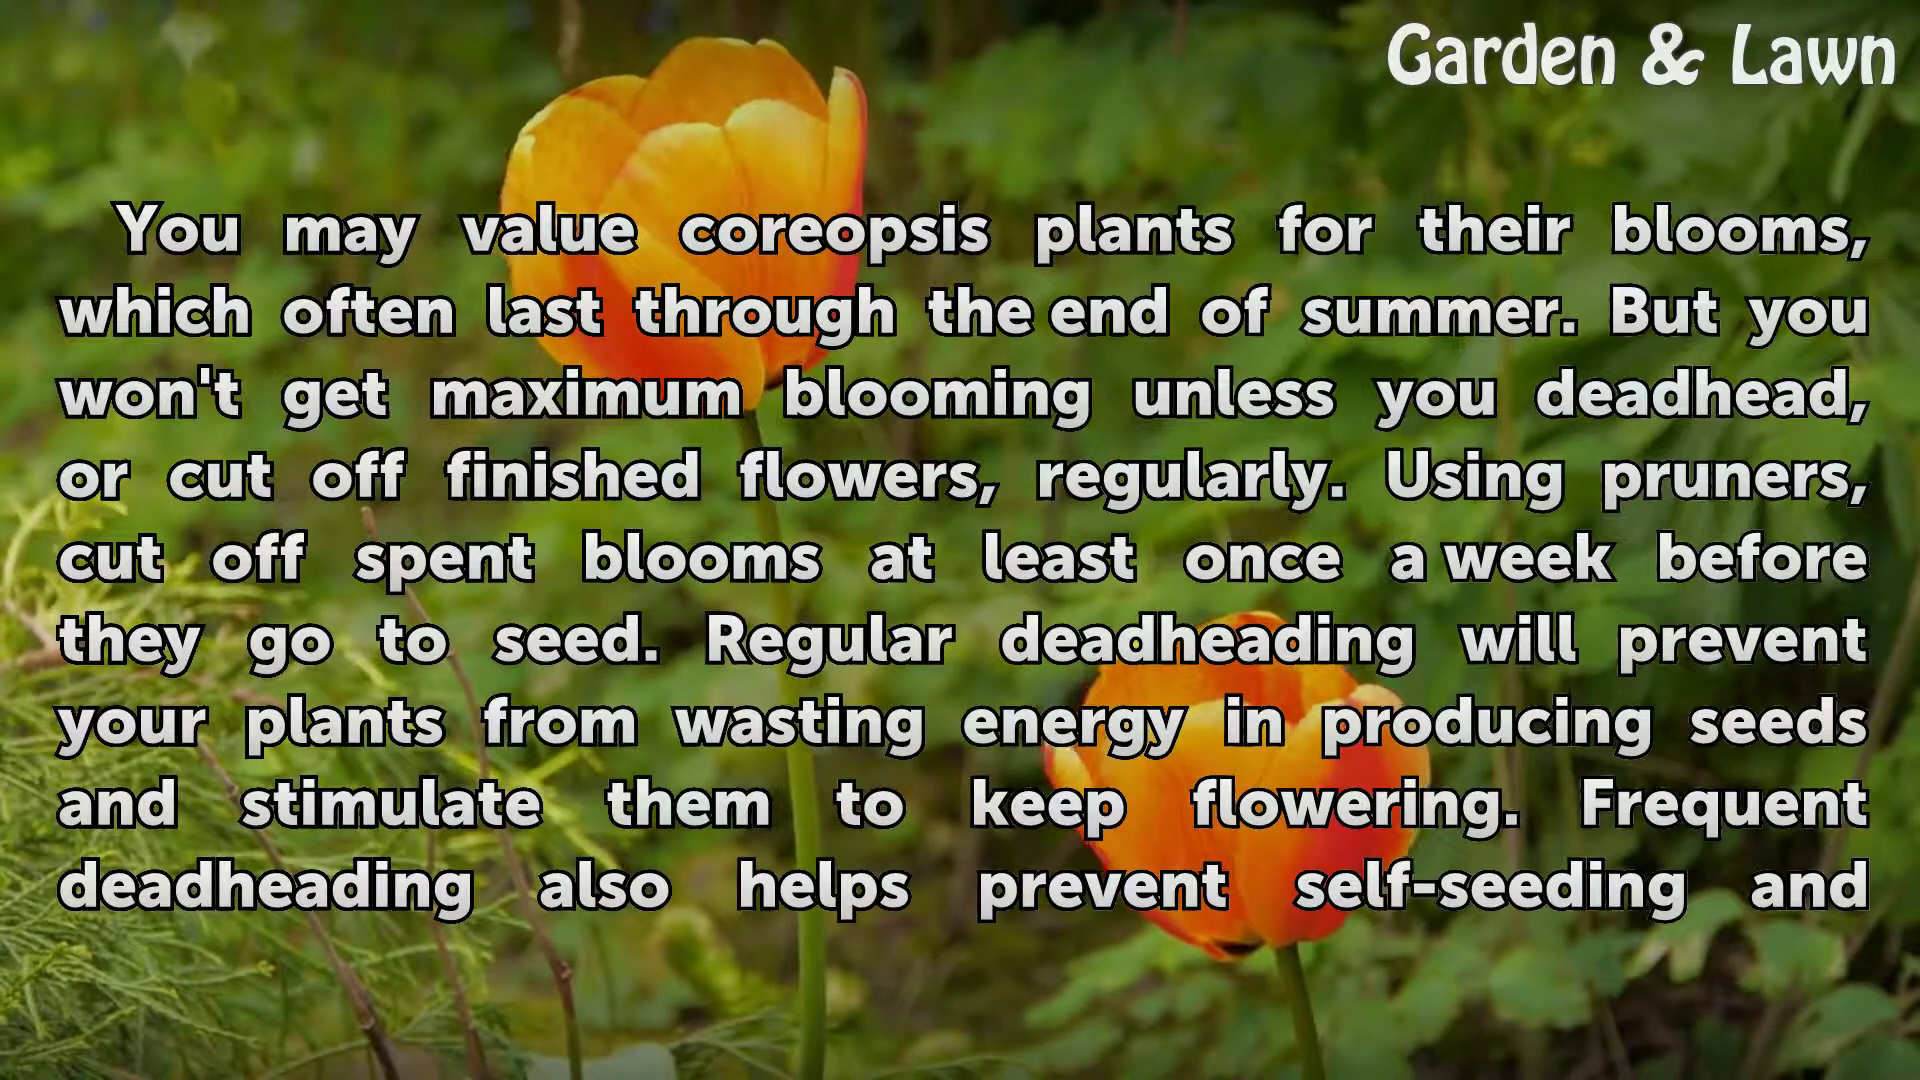 Garden & Lawn
You may value coreopsis plants for their blooms,
which often last through the end of summer. But you
won't get maximum blooming unless you deadhead,
or cut off finished flowers, regularly. Using pruners,
cut off spent blooms at least once a week before
they go to seed. Regular deadheading will prevent
your plants from wasting energy in producing seeds
and stimulate them to keep flowering. Frequent
deadheading also helps prevent self-seeding and